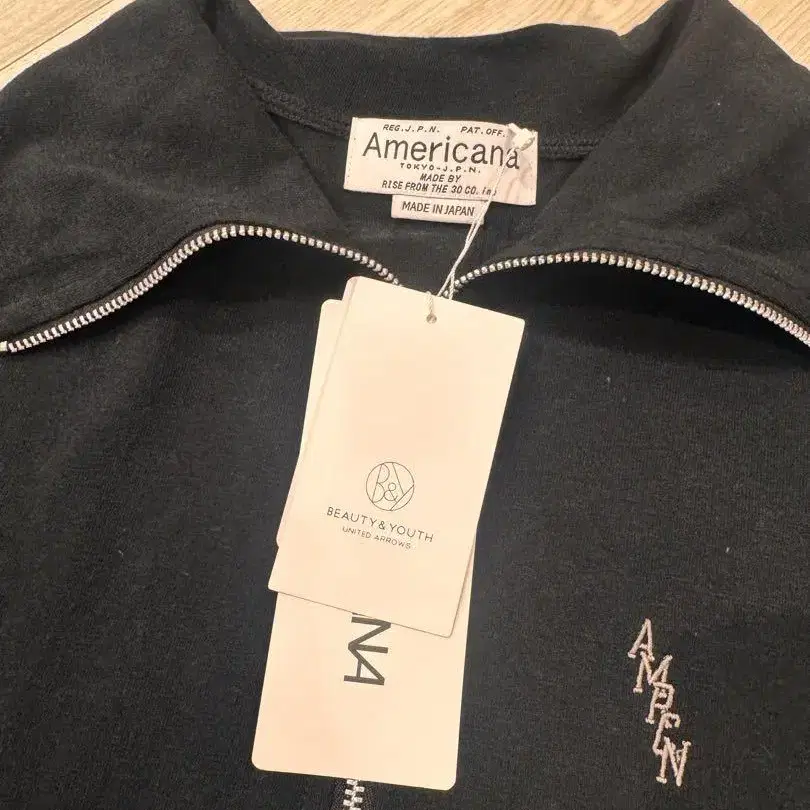 REG.J.P.N. PAT.OFF.
Americana
TOKYO-J.P.N.
MADE BY
RISE FROM THE 30 CO. Inc
MADE IN JAPAN
B&Y
BEAUTY&YOUTH
UNITED ARROWS
NA
AMRCN